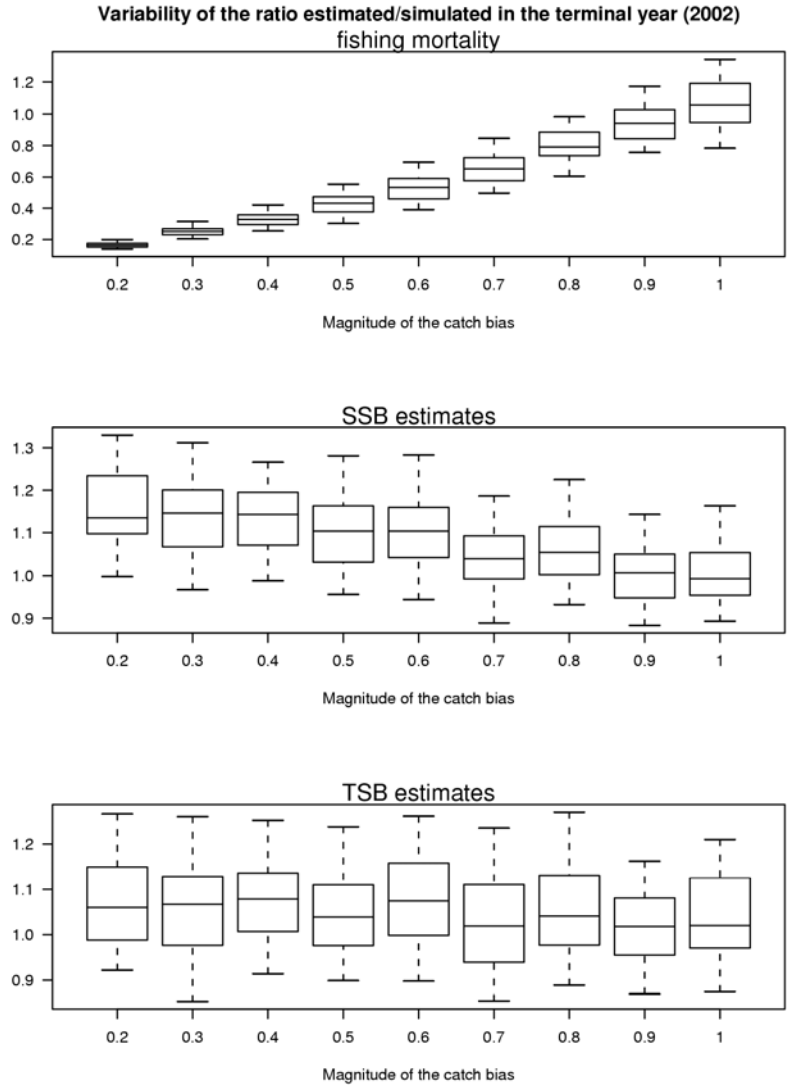 Variability of the ratio estimated/simulated in the terminal year (2002)
fishing mortality
1.2
1.0
0.8
0.6
0.4
0.2
0.2 0.3 0.4 0.5 0.6 0.7 0.8 0.9 1
Magnitude of the catch bias
SSB estimates
1.3
1.2
1.1
1.0
0.9
0.2 0.3 0.4 0.5 0.6 0.7 0.8 0.9 1
Magnitude of the catch bias
TSB estimates
1.2
1.1
1.0
0.9
0.2 0.3 0.4 0.5 0.6 0.7 0.8 0.9 1
Magnitude of the catch bias